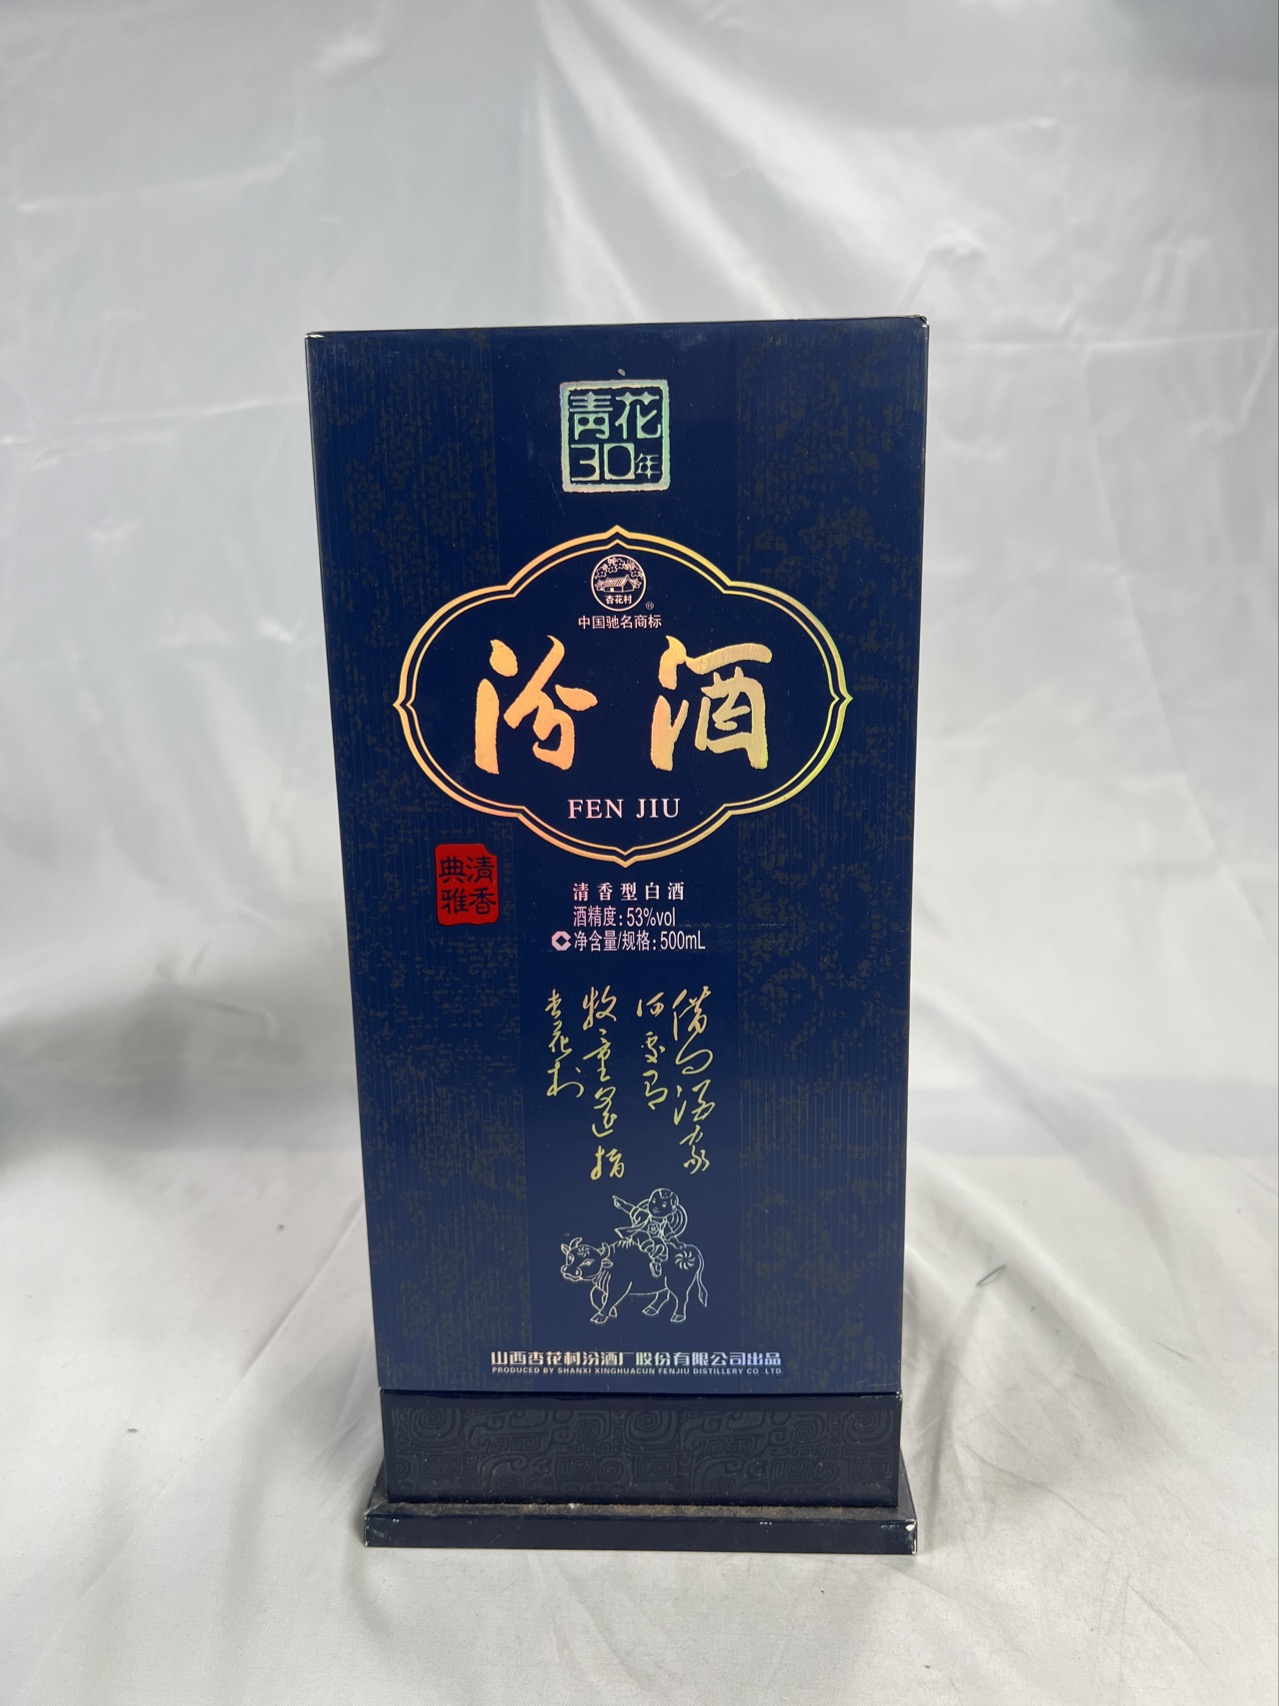 青花
30年
杏花村
®
中国驰名商标
汾酒
FEN JIU
清香
典雅
清香型白酒
酒精度:53%vol
净含量/规格:500mL
借问酒家
何处有
牧童遥指
杏花村
山西杏花村汾酒厂股份有限公司出品
PRODUCED BY SHANXI XINGHUACUN FENJIU DISTILLERY CO.,LTD.